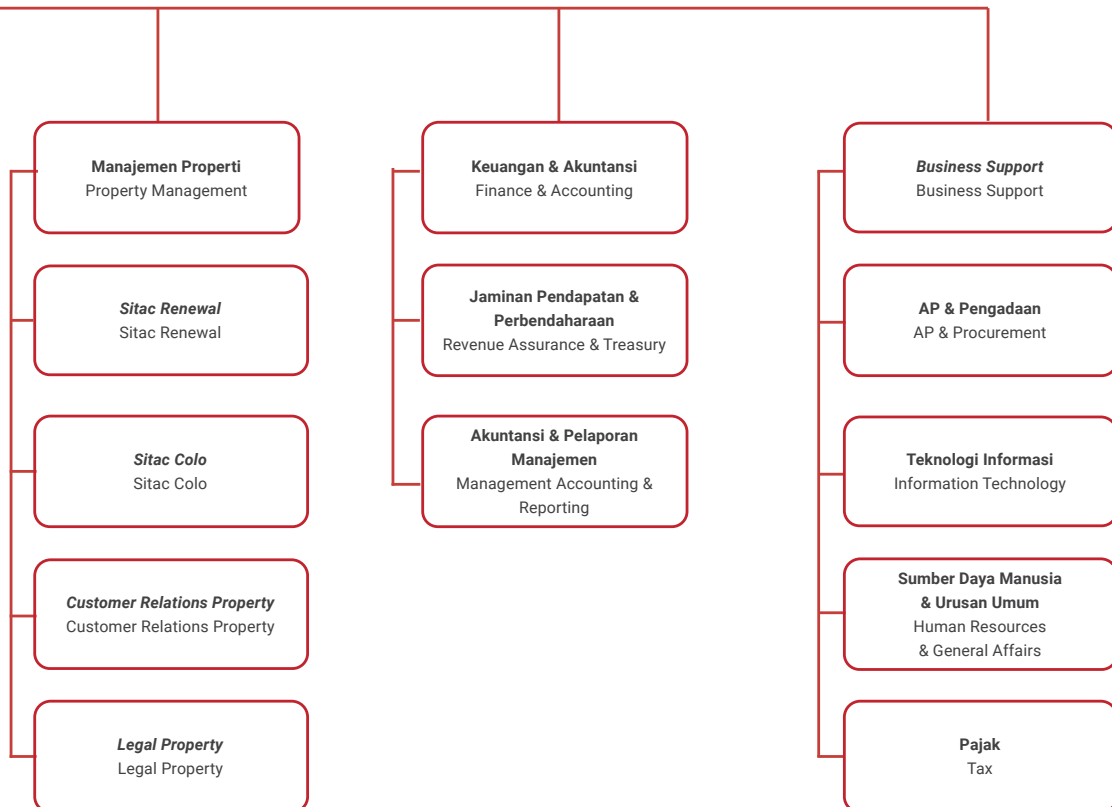 Manajemen Properti
Property Management
Sitac Renewal
Sitac Renewal
Sitac Colo
Sitac Colo
Customer Relations Property
Customer Relations Property
Legal Property
Legal Property
Keuangan & Akuntansi
Finance & Accounting
Jaminan Pendapatan &
Perbendaharaan
Revenue Assurance & Treasury
Akuntansi & Pelaporan
Manajemen
Management Accounting &
Reporting
Business Support
Business Support
AP & Pengadaan
AP & Procurement
Teknologi Informasi
Information Technology
Sumber Daya Manusia
& Urusan Umum
Human Resources
& General Affairs
Pajak
Tax